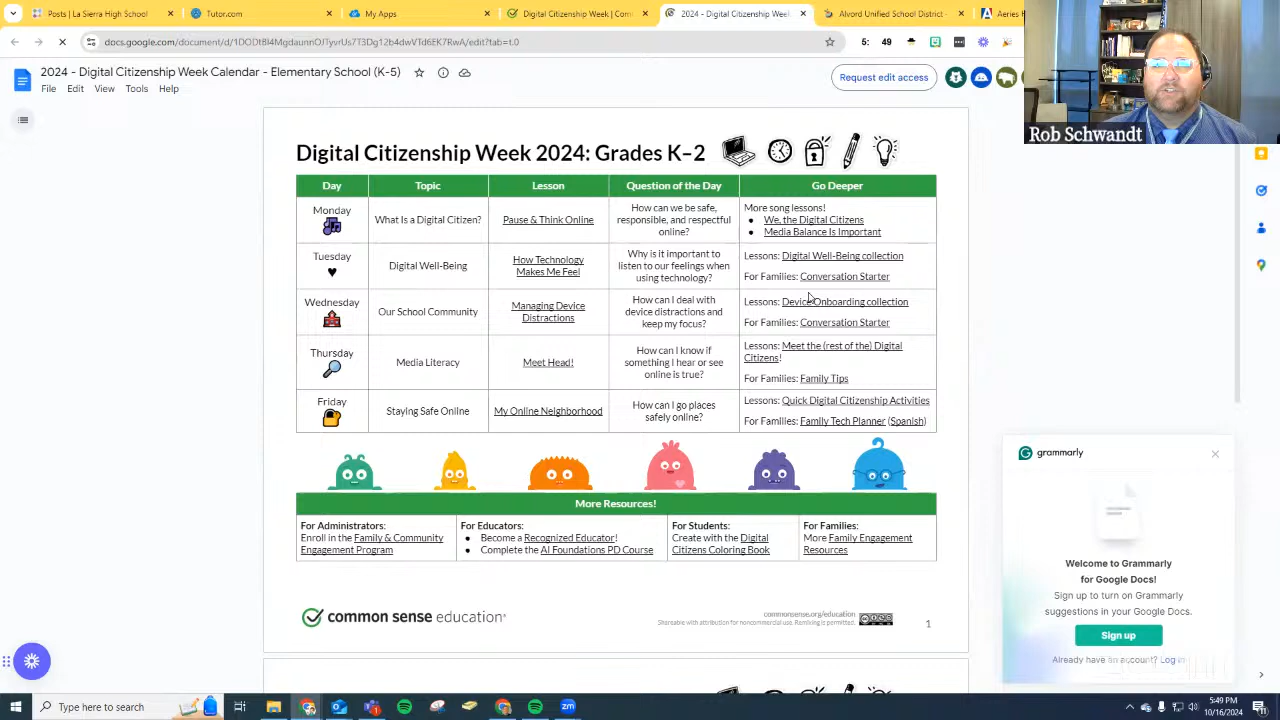 Posts | La Sierra High School
Tutor.com
My Apps
Digital Citizenship Week | Com
2024 - Digital Citizenship Week
Alvord Unified School District -
Aeries
5:
49
2024 - Digital Citizenship Week Calendar - Elementary School (K-5)
File Edit View Tools Help
Request edit access
Rob Schwandt
Digital Citizenship Week 2024: Grades K–2
Day Topic Lesson Question of the Day Go Deeper
Monday
What Is a Digital Citizen?
Pause & Think Online
How can we be safe,
responsible, and respectful
online?
More song lessons!
● We, the Digital Citizens
● Media Balance Is Important
Tuesday
Digital Well-Being
How Technology
Makes Me Feel
Why is it important to
listen to our feelings when
using technology?
Lessons: Digital Well-Being collection
For Families: Conversation Starter
Wednesday
Our School Community
Managing Device
Distractions
How can I deal with
device distractions and
keep my focus?
Lessons: Device Onboarding collection
For Families: Conversation Starter
Thursday
Media Literacy
Meet Head!
How can I know if
something I hear or see
online is true?
Lessons: Meet the (rest of the) Digital
Citizens!
For Families: Family Tips
Friday
Staying Safe Online
My Online Neighborhood
How can I go places
safely online?
Lessons: Quick Digital Citizenship Activities
For Families: Family Tech Planner (Spanish)
More Resources!
For Administrators:
Enroll in the Family & Community
Engagement Program
For Educators:
● Become a Recognized Educator!
● Complete the AI Foundations PD Course
For Students:
Create with the Digital
Citizens Coloring Book
For Families:
More Family Engagement
Resources
common sense education®
commonsense.org/education
Shareable with attribution for noncommercial use. Remixing is permitted.
1
grammarly
Welcome to Grammarly
for Google Docs!
Sign up to turn on Grammarly
suggestions in your Google Docs.
Sign up
Already have an account? Log in
Type here to search
zm
5:49 PM
10/16/2024